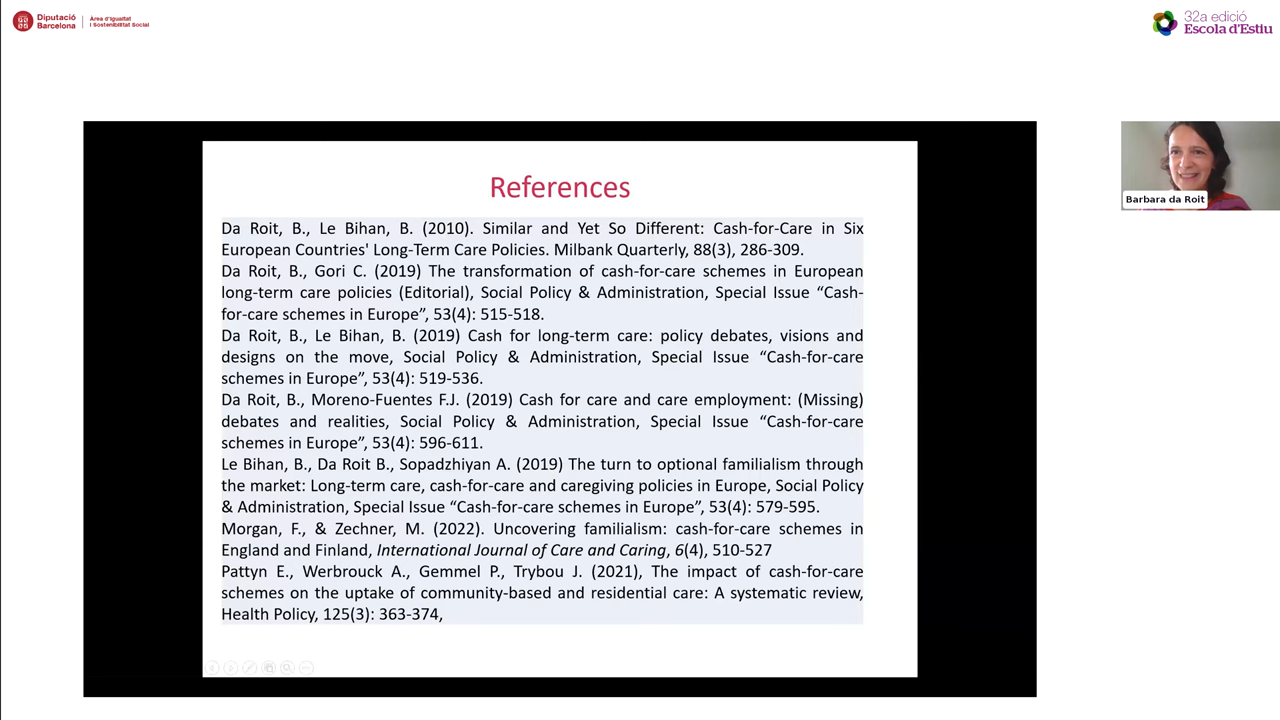 Diputació
Barcelona
Àrea d'Igualtat
i Sostenibilitat Social
32a edició
Escola d'Estiu
Barbara da Roit
References
Da Roit, B., Le Bihan, B. (2010). Similar and Yet So Different: Cash-for-Care in Six
European Countries' Long-Term Care Policies. Milbank Quarterly, 88(3), 286-309.
Da Roit, B., Gori C. (2019) The transformation of cash-for-care schemes in European
long-term care policies (Editorial), Social Policy & Administration, Special Issue “Cash-
for-care schemes in Europe”, 53(4): 515-518.
Da Roit, B., Le Bihan, B. (2019) Cash for long-term care: policy debates, visions and
designs on the move, Social Policy & Administration, Special Issue “Cash-for-care
schemes in Europe”, 53(4): 519-536.
Da Roit, B., Moreno-Fuentes F.J. (2019) Cash for care and care employment: (Missing)
debates and realities, Social Policy & Administration, Special Issue “Cash-for-care
schemes in Europe”, 53(4): 596-611.
Le Bihan, B., Da Roit B., Sopadzhiyan A. (2019) The turn to optional familialism through
the market: Long-term care, cash-for-care and caregiving policies in Europe, Social Policy
& Administration, Special Issue “Cash-for-care schemes in Europe”, 53(4): 579-595.
Morgan, F., & Zechner, M. (2022). Uncovering familialism: cash-for-care schemes in
England and Finland, International Journal of Care and Caring, 6(4), 510-527
Pattyn E., Werbrouck A., Gemmel P., Trybou J. (2021), The impact of cash-for-care
schemes on the uptake of community-based and residential care: A systematic review,
Health Policy, 125(3): 363-374,